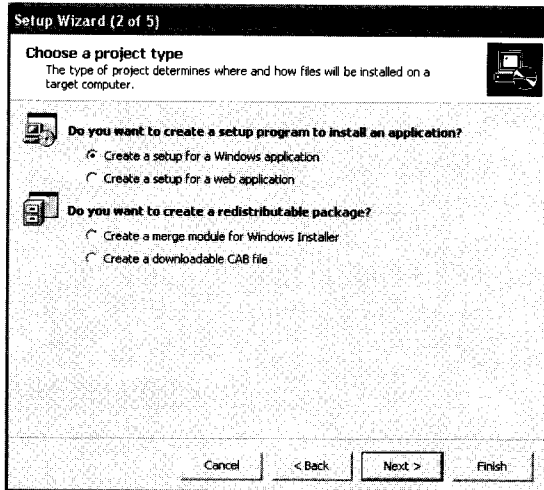 Setup Wizard (2 of 5)
Choose a project type
The type of project determines where and how files will be installed on a
target computer.
Do you want to create a setup program to install an application?
Create a setup for a Windows application
Create a setup for a web application
Do you want to create a redistributable package?
Create a merge module for Windows Installer
Create a downloadable CAB file
Cancel
< Back
Next >
Finish